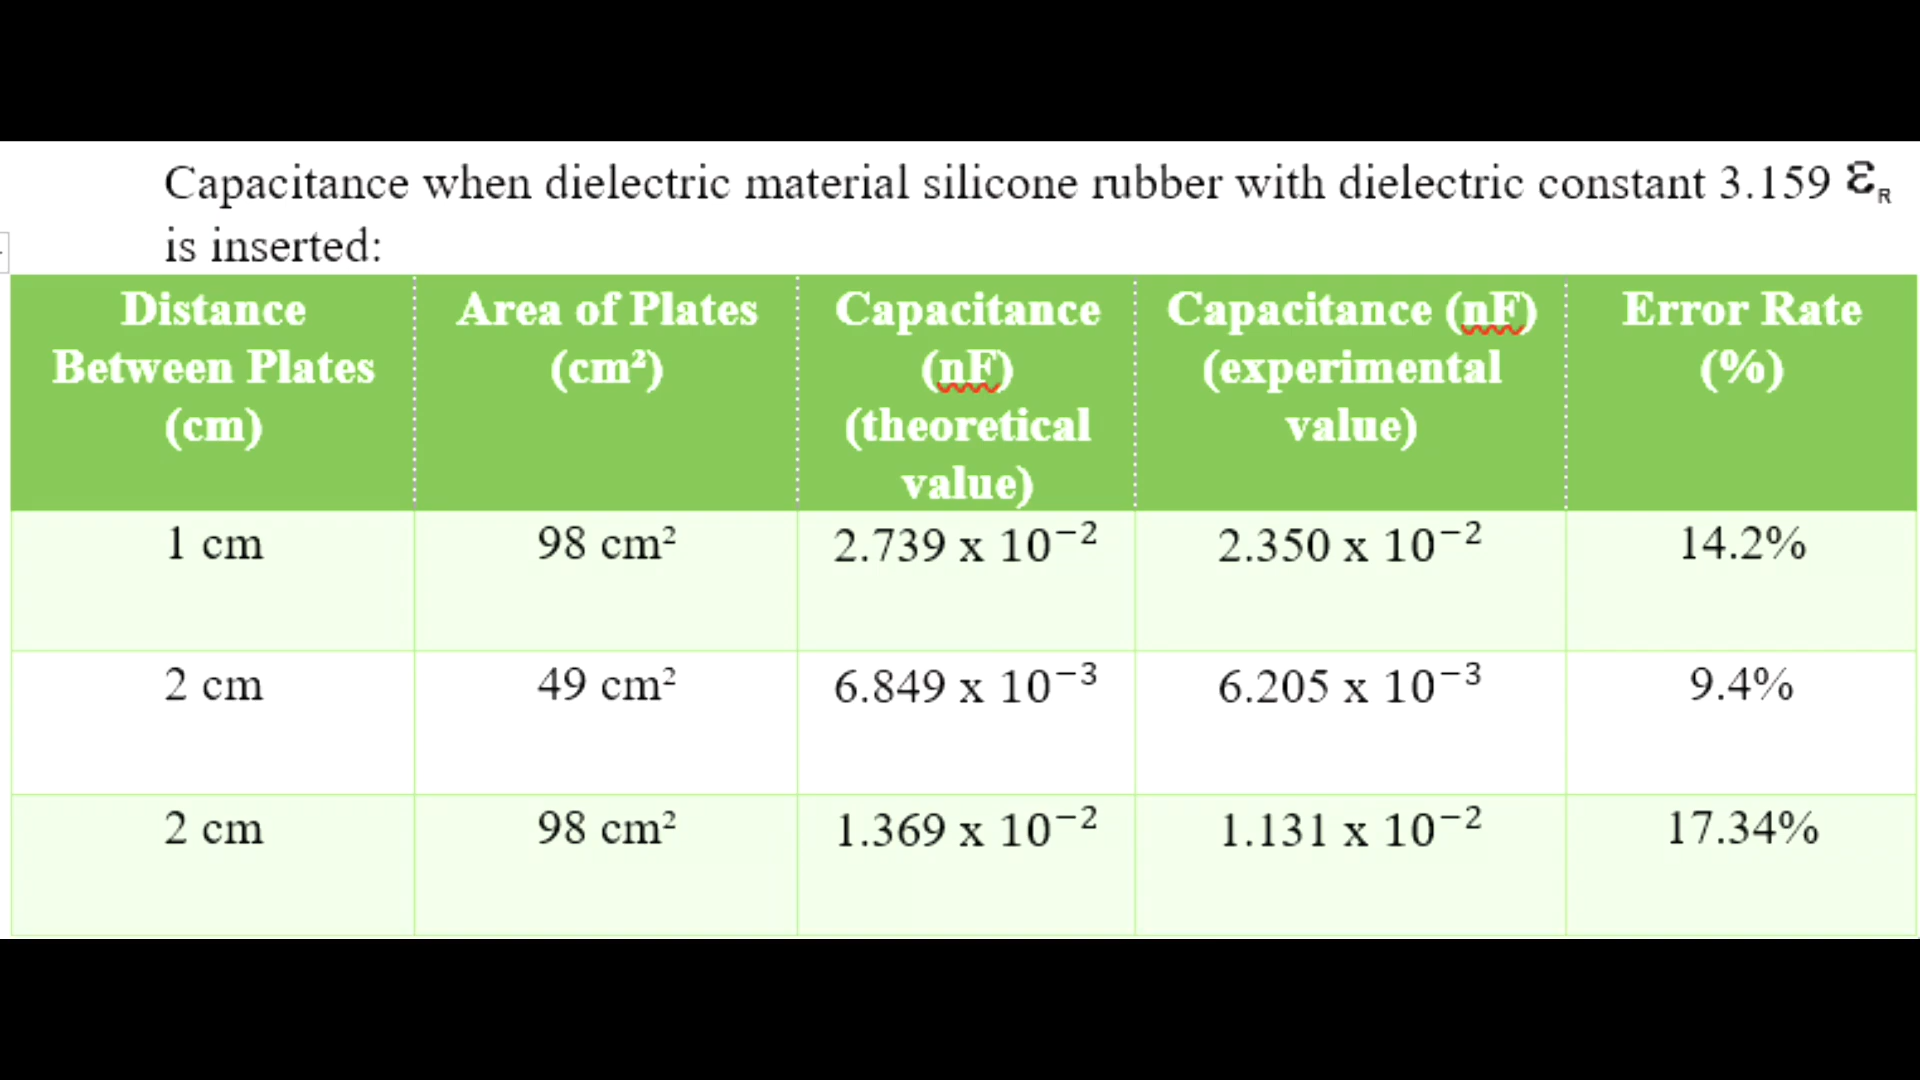 Capacitance when dielectric material silicone rubber with dielectric constant 3.159 ℇR
is inserted:
Distance Between Plates (cm) Area of Plates (cm²) Capacitance (nF) (theoretical value) Capacitance (nF) (experimental value) Error Rate (%)
1 cm 98 cm² 2.739 x 10⁻² 2.350 x 10⁻² 14.2%
2 cm 49 cm² 6.849 x 10⁻³ 6.205 x 10⁻³ 9.4%
2 cm 98 cm² 1.369 x 10⁻² 1.131 x 10⁻² 17.34%